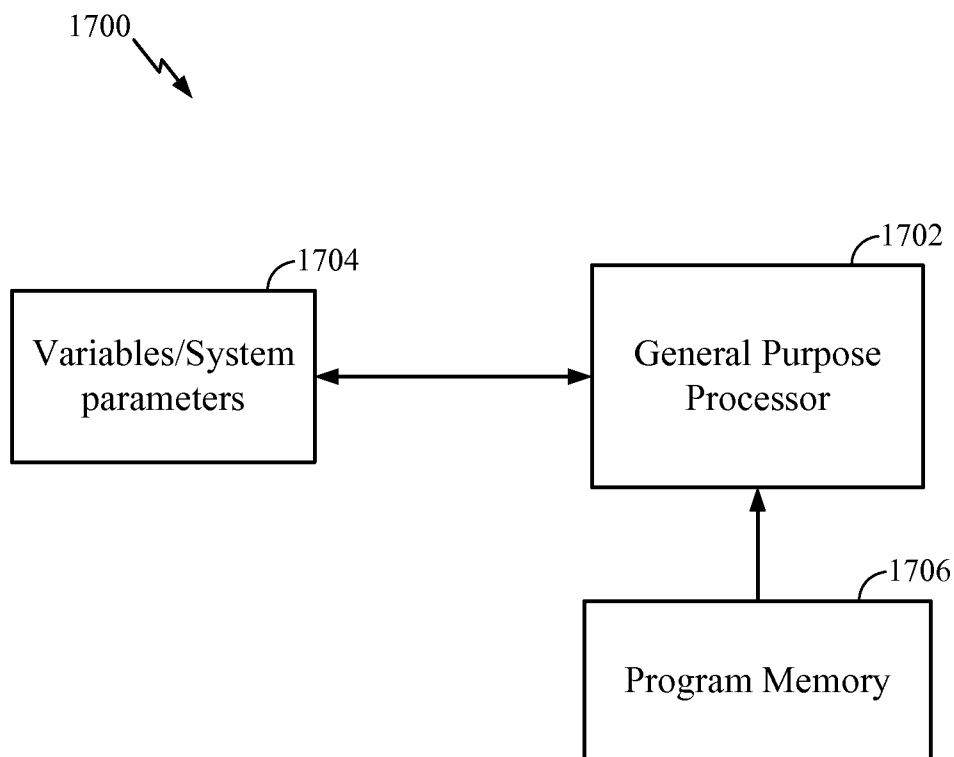 1700
1702
1704
Variables/System
parameters
General Purpose
Processor
1706
Program Memory